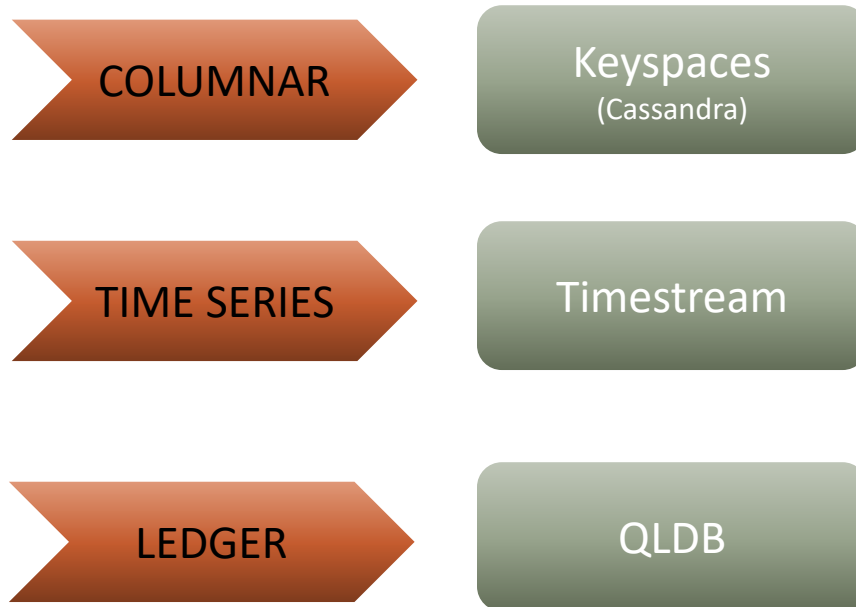 COLUMNAR
Keyspaces
(Cassandra)
TIME SERIES
Timestream
LEDGER
QLDB